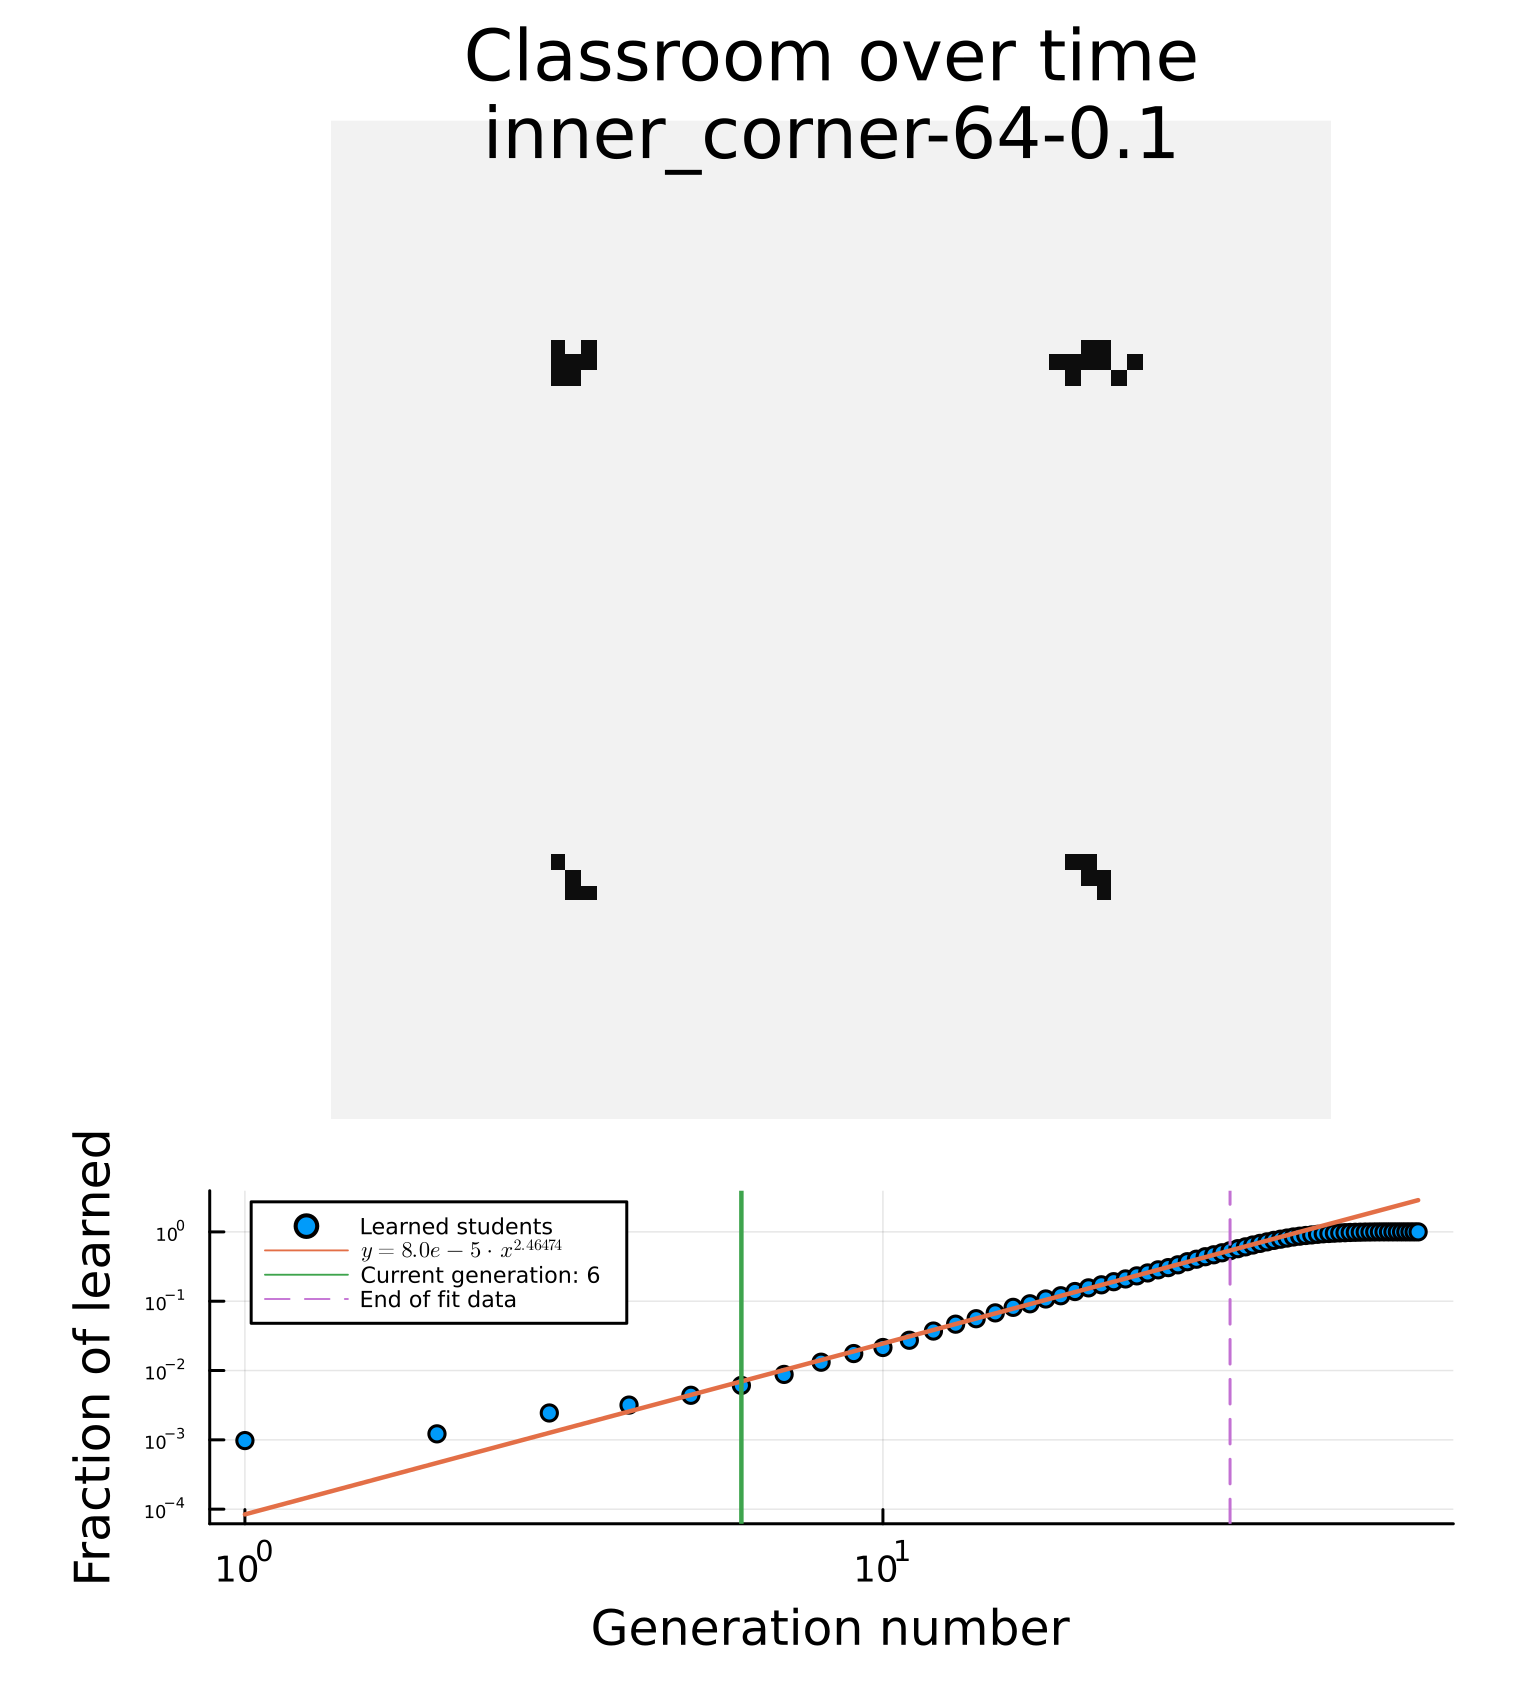 Classroom over time
inner_corner-64-0.1
Fraction of learned
10^0
10^-1
10^-2
10^-3
10^-4
Learned students
y = 8.0e − 5 · x^2.46474
Current generation: 6
End of fit data
10^0
10^1
Generation number